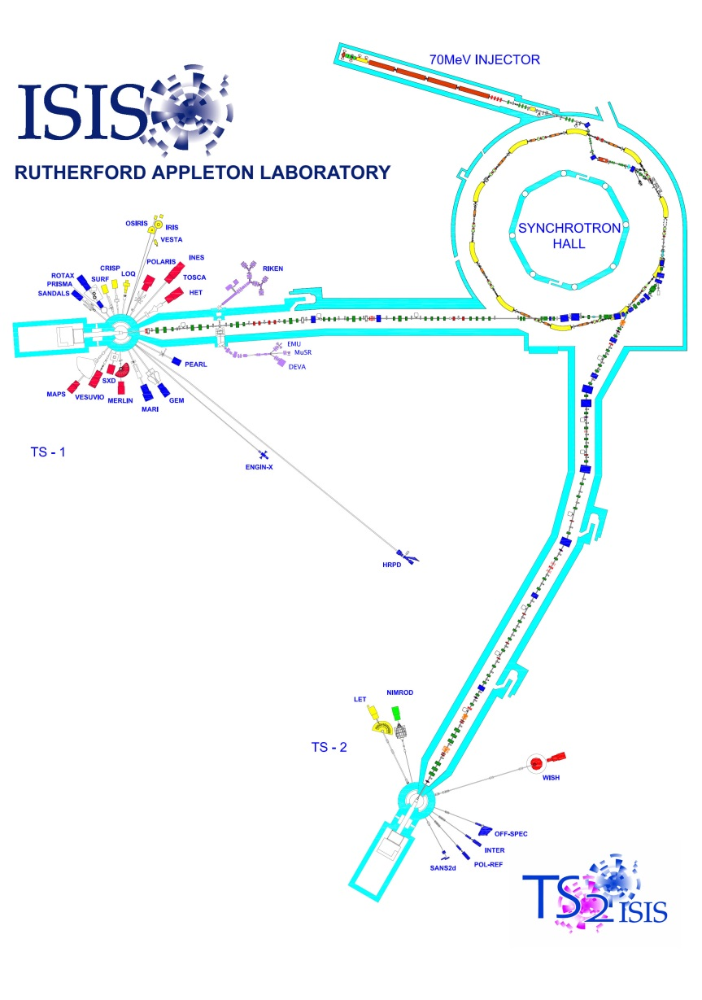 70MeV INJECTOR
ISIS
RUTHERFORD APPLETON LABORATORY
SYNCHROTRON
HALL
OSIRIS
IRIS
VESTA
POLARIS
INES
CRISP
LOQ
TOSCA
RIKEN
ROTAX
SURF
PRISMA
SANDALS
HET
EMU
MuSR
DEVA
PEARL
SXD
MAPS
VESUVIO
MERLIN
MARI
GEM
TS - 1
ENGIN-X
HRPD
LET
NIMROD
TS - 2
WISH
OFF-SPEC
INTER
POL-REF
SANS2d
TS2 ISIS